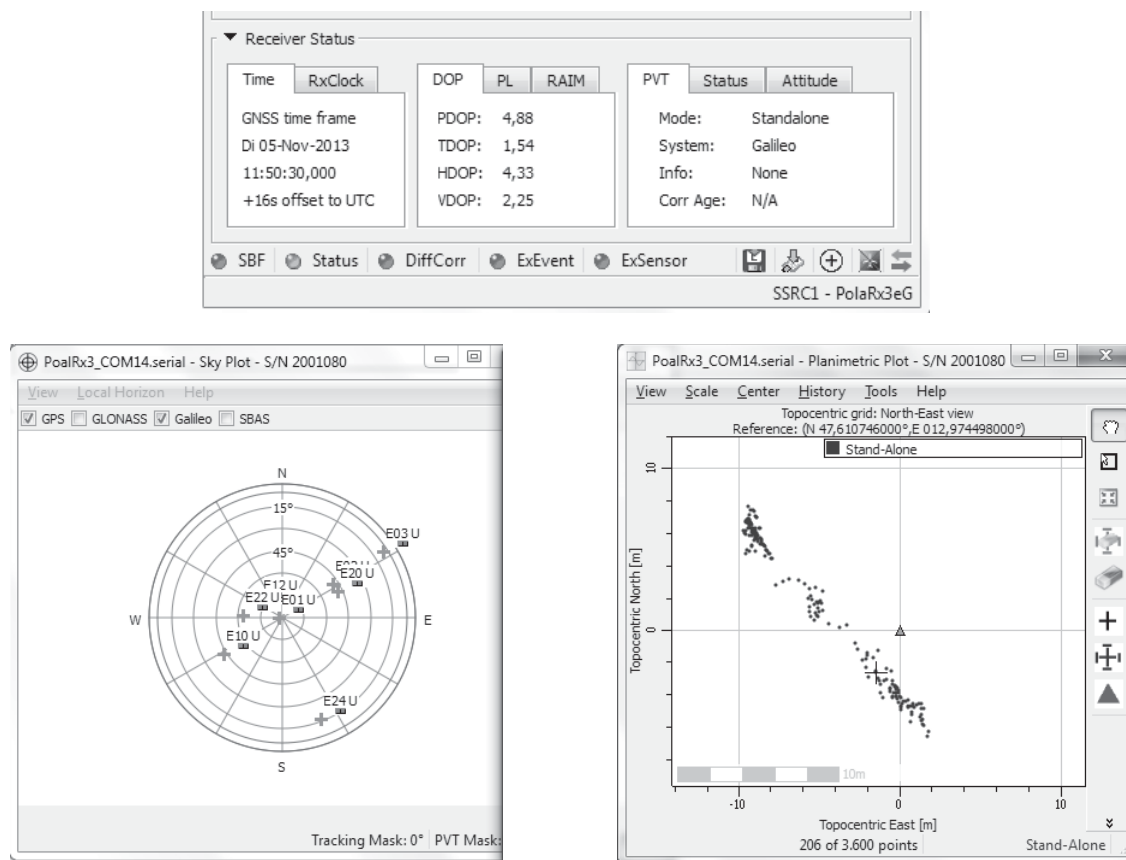 Receiver Status
Time RxClock DOP PL RAIM PVT Status Attitude
GNSS time frame PDOP: 4,88 Mode: Standalone
Di 05-Nov-2013 TDOP: 1,54 System: Galileo
11:50:30,000 HDOP: 4,33 Info: None
+16s offset to UTC VDOP: 2,25 Corr Age: N/A
SBF Status DiffCorr ExEvent ExSensor
SSRC1 - PolaRx3eG
PoalRx3_COM14.serial - Sky Plot - S/N 2001080
View Local Horizon Help
GPS GLONASS Galileo SBAS
N
15°
E03 U
45°
E20 U
E12 U
E22 U E01 U
W E
E10 U
E24 U
S
Tracking Mask: 0° PVT Mask:
PoalRx3_COM14.serial - Planimetric Plot - S/N 2001080
View Scale Center History Tools Help
Topocentric grid: North-East view
Reference: (N 47,610746000°,E 012,974498000°)
Stand-Alone
10
0
Topocentric North [m]
10m
-10 0 10
Topocentric East [m]
206 of 3.600 points Stand-Alone